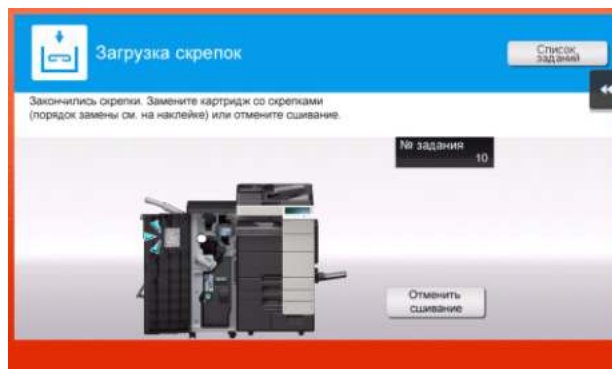 Загрузка скрепок
Список
заданий
Закончились скрепки. Замените картридж со скрепками
(порядок замены см. на наклейке) или отмените сшивание.
№ задания
10
Отменить
сшивание